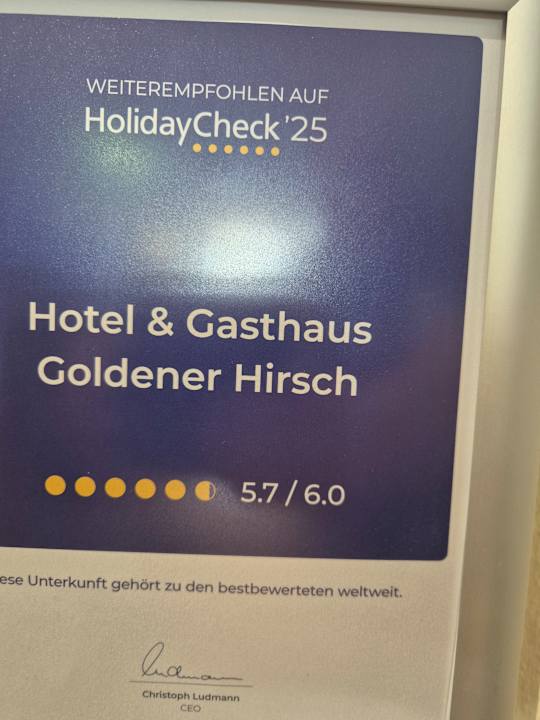 WEITEREMPFOHLEN AUF
HolidayCheck '25
Hotel & Gasthaus
Goldener Hirsch
5.7 / 6.0
ese Unterkunft gehört zu den bestbewerteten weltweit.
Ludmann
Christoph Ludmann
CEO